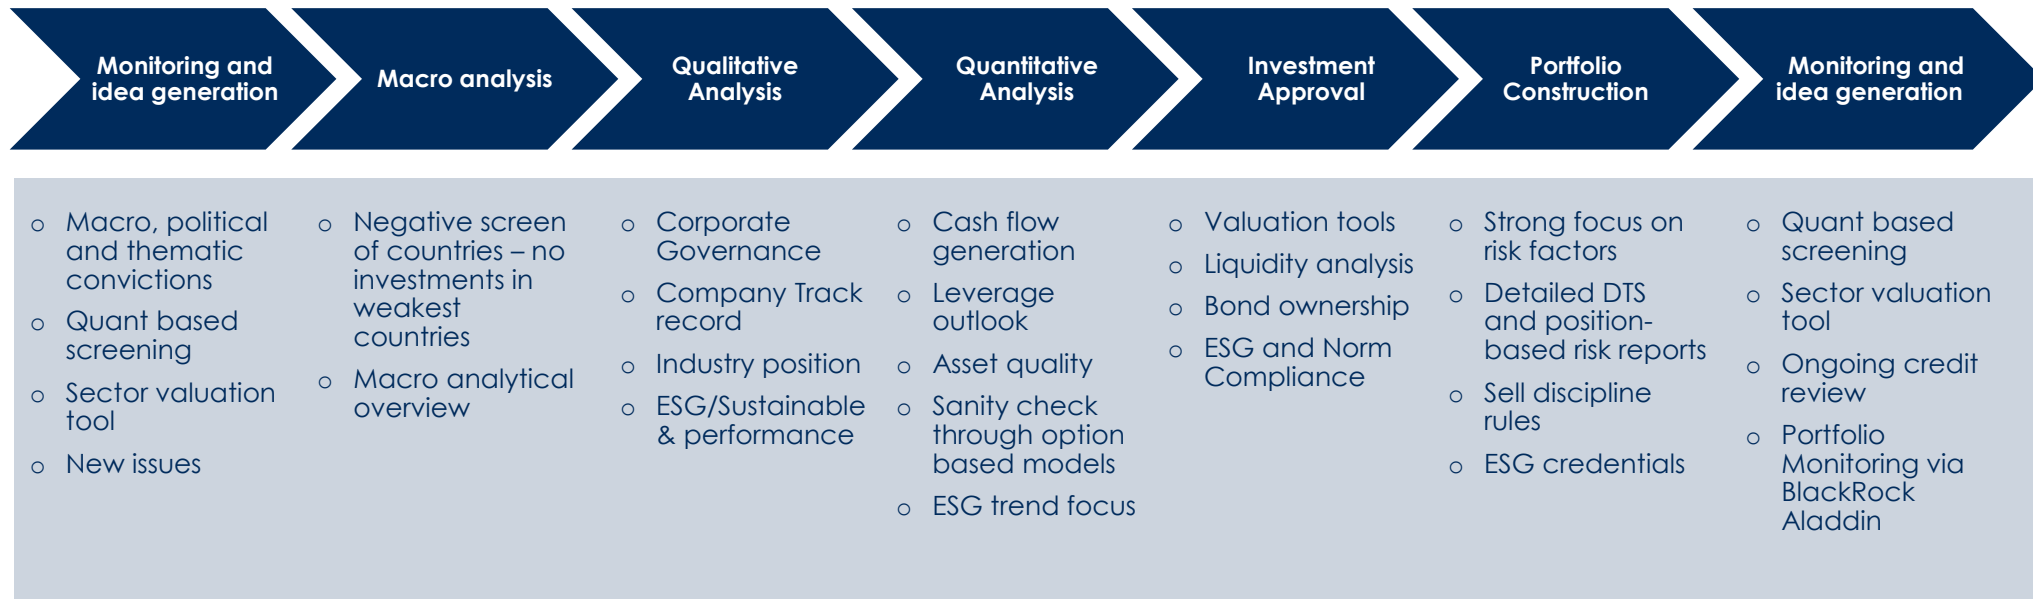 Monitoring and
idea generation
Macro analysis
Qualitative
Analysis
Quantitative
Analysis
Investment
Approval
Portfolio
Construction
Monitoring and
idea generation
o Macro, political
and thematic
convictions
o Quant based
screening
o Sector valuation
tool
o New issues
o Negative screen
of countries – no
investments in
weakest
countries
o Macro analytical
overview
o Corporate
Governance
o Company Track
record
o Industry position
o ESG/Sustainable
& performance
o Cash flow
generation
o Leverage
outlook
o Asset quality
o Sanity check
through option
based models
o ESG trend focus
o Valuation tools
o Liquidity analysis
o Bond ownership
o ESG and Norm
Compliance
o Strong focus on
risk factors
o Detailed DTS
and position-
based risk reports
o Sell discipline
rules
o ESG credentials
o Quant based
screening
o Sector valuation
tool
o Ongoing credit
review
o Portfolio
Monitoring via
BlackRock
Aladdin